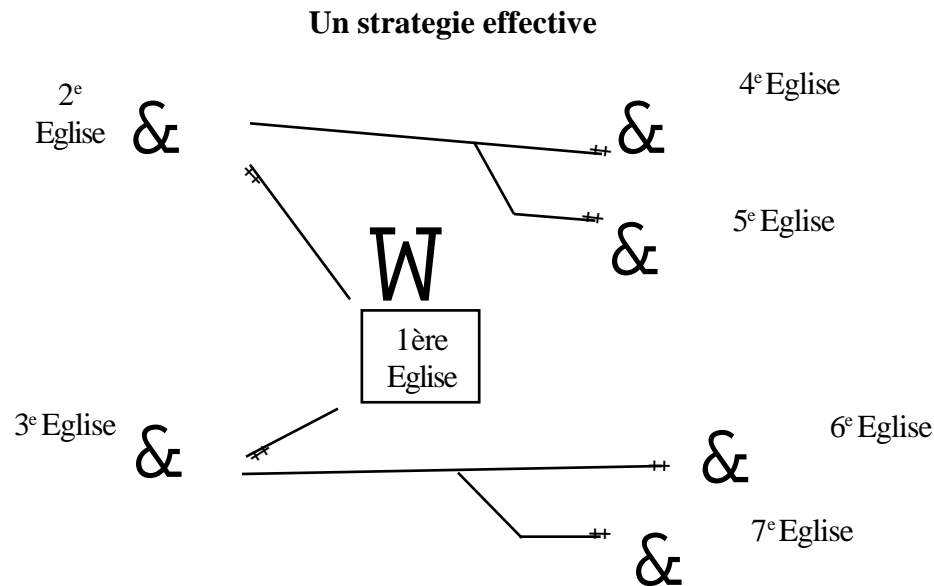 Un strategie effective
2e
Eglise
&
&
4e Eglise
&
5e Eglise
W
1ère
Eglise
3e Eglise
&
&
6e Eglise
&
7e Eglise